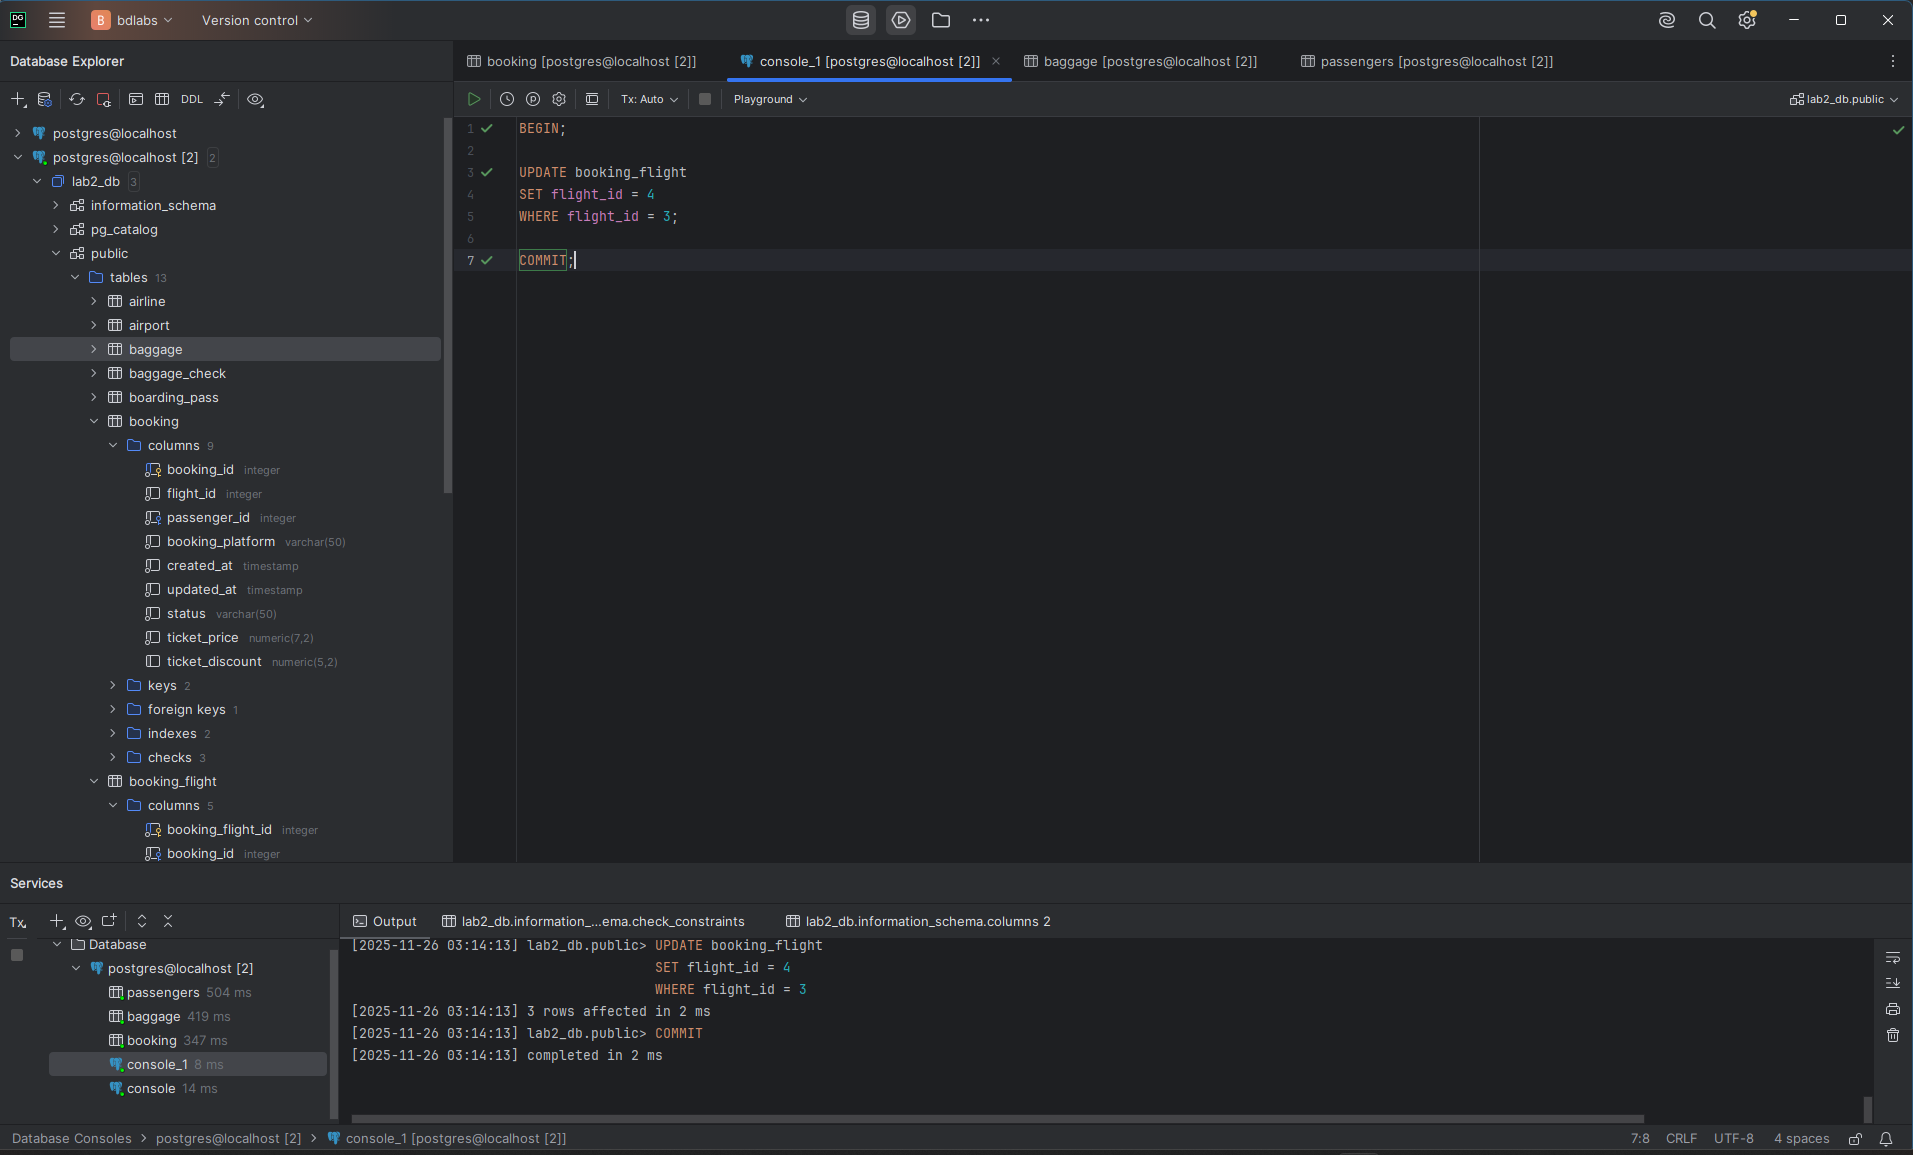 B bdlabs Version control
Database Explorer
booking [postgres@localhost [2]] console_1 [postgres@localhost [2]] baggage [postgres@localhost [2]] passengers [postgres@localhost [2]]
DDL
Tx: Auto Playground lab2_db.public
postgres@localhost
postgres@localhost [2] 2
lab2_db 3
information_schema
pg_catalog
public
tables 13
airline
airport
baggage
baggage_check
boarding_pass
booking
columns 9
booking_id integer
flight_id integer
passenger_id integer
booking_platform varchar(50)
created_at timestamp
updated_at timestamp
status varchar(50)
ticket_price numeric(7,2)
ticket_discount numeric(5,2)
keys 2
foreign keys 1
indexes 2
checks 3
booking_flight
columns 5
booking_flight_id integer
booking_id integer
1 BEGIN;
2
3 UPDATE booking_flight
4 SET flight_id = 4
5 WHERE flight_id = 3;
6
7 COMMIT;
Services
Tx
Database
postgres@localhost [2]
passengers 504 ms
baggage 419 ms
booking 347 ms
console_1 8 ms
console 14 ms
Output lab2_db.information_...ema.check_constraints lab2_db.information_schema.columns 2
[2025-11-26 03:14:13] lab2_db.public> UPDATE booking_flight
SET flight_id = 4
WHERE flight_id = 3
[2025-11-26 03:14:13] 3 rows affected in 2 ms
[2025-11-26 03:14:13] lab2_db.public> COMMIT
[2025-11-26 03:14:13] completed in 2 ms
Database Consoles > postgres@localhost [2] > console_1 [postgres@localhost [2]]
7:8 CRLF UTF-8 4 spaces